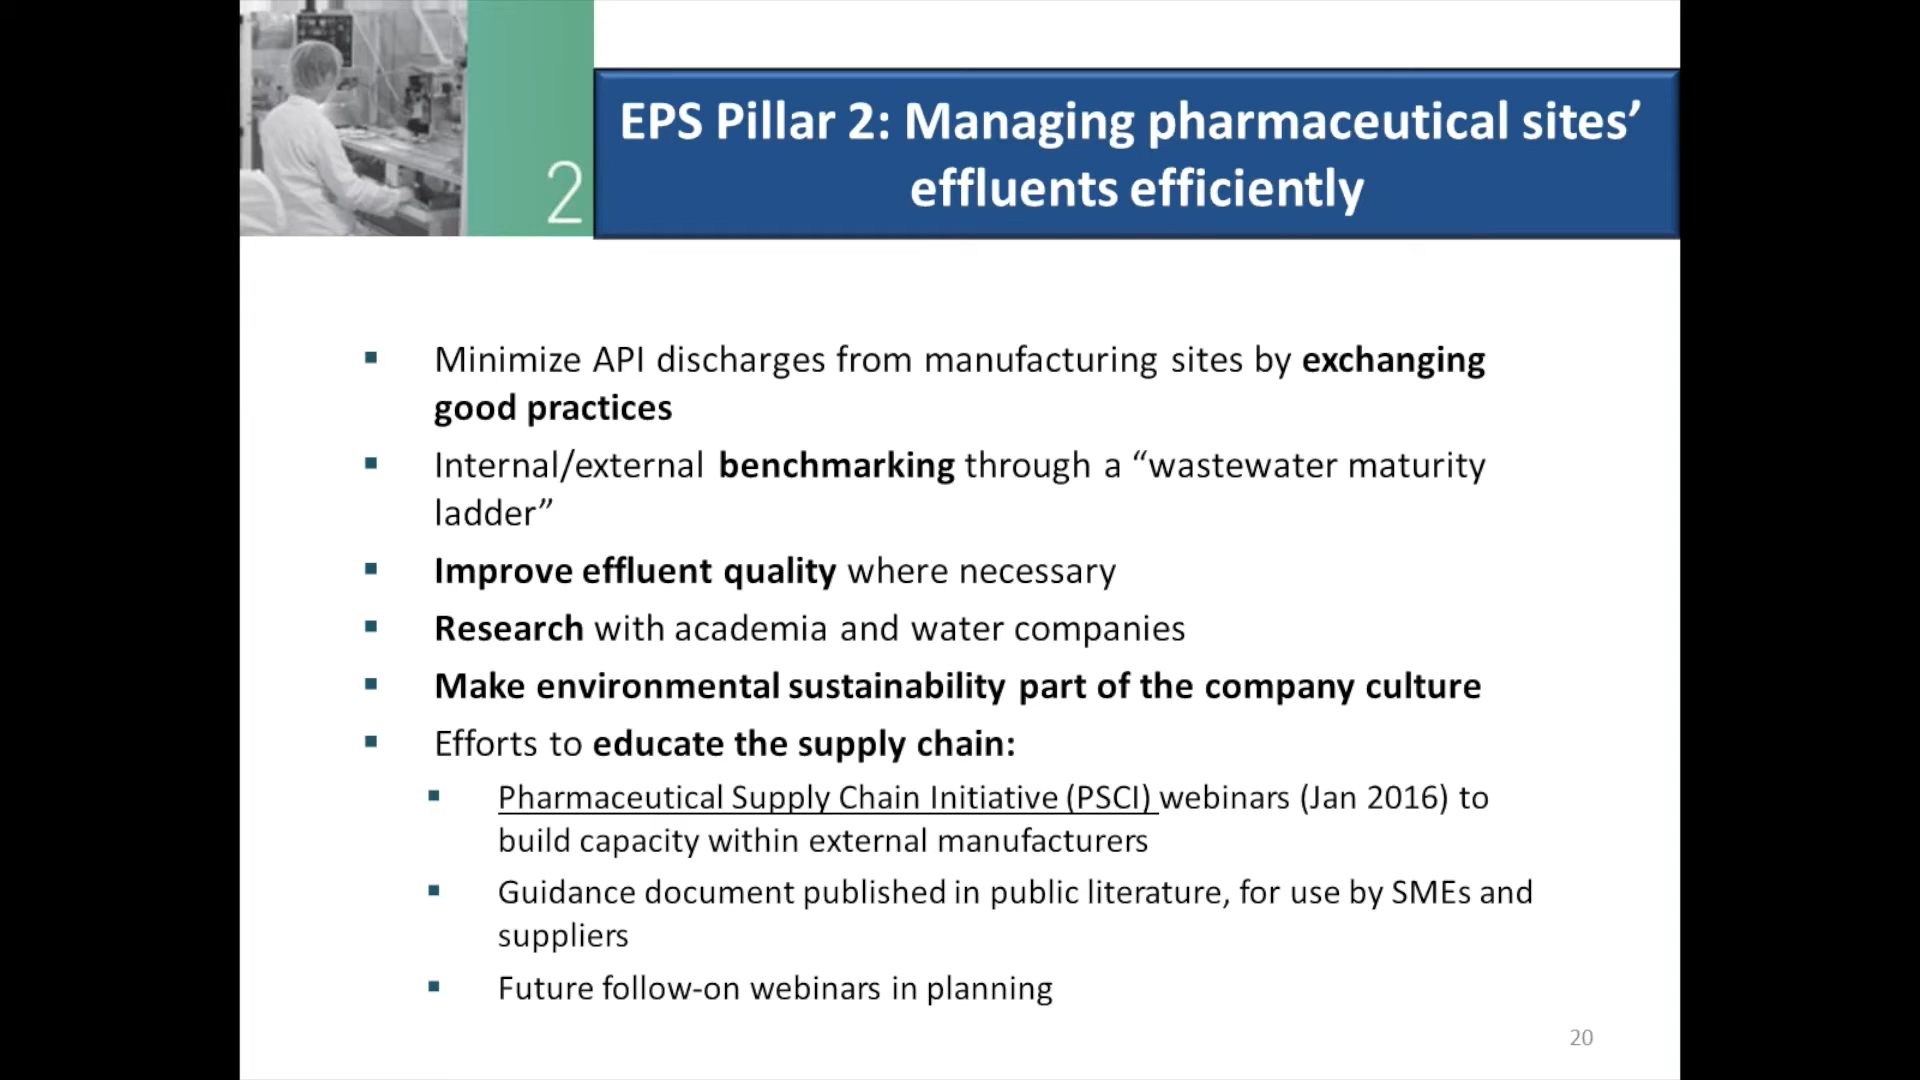 2
EPS Pillar 2: Managing pharmaceutical sites’
effluents efficiently
▪ Minimize API discharges from manufacturing sites by exchanging
good practices
▪ Internal/external benchmarking through a “wastewater maturity
ladder”
▪ Improve effluent quality where necessary
▪ Research with academia and water companies
▪ Make environmental sustainability part of the company culture
▪ Efforts to educate the supply chain:
▪ Pharmaceutical Supply Chain Initiative (PSCI) webinars (Jan 2016) to
build capacity within external manufacturers
▪ Guidance document published in public literature, for use by SMEs and
suppliers
▪ Future follow-on webinars in planning
20